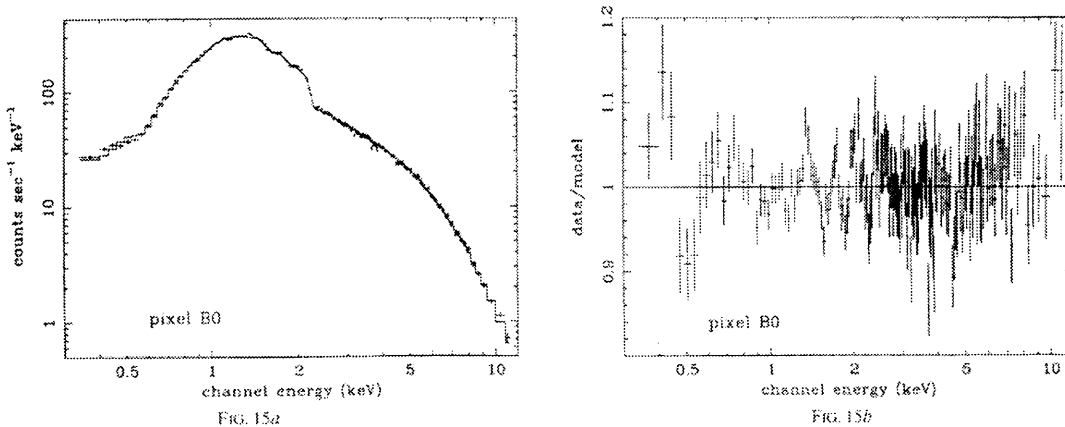 counts sec⁻¹ keV⁻¹
100
10
1
pixel B0
0.5
1
2
5
10
channel energy (keV)
FIG. 15a
data/model
1.2
1.1
1
0.9
pixel B0
0.5
1
2
5
10
channel energy (keV)
FIG. 15b